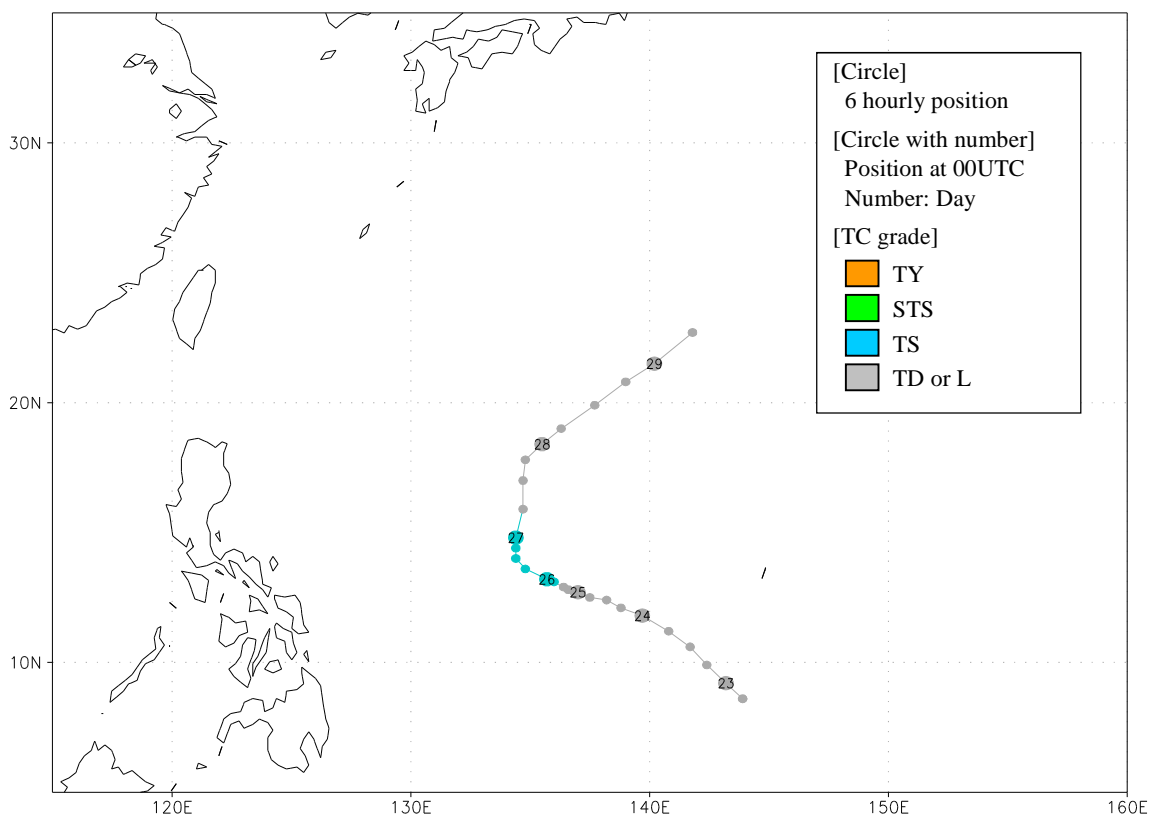 [Circle]
6 hourly position
[Circle with number]
Position at 00UTC
Number: Day
[TC grade]
TY
STS
TS
TD or L
30N
20N
10N
29
28
27
26
25
24
23
120E
130E
140E
150E
160E